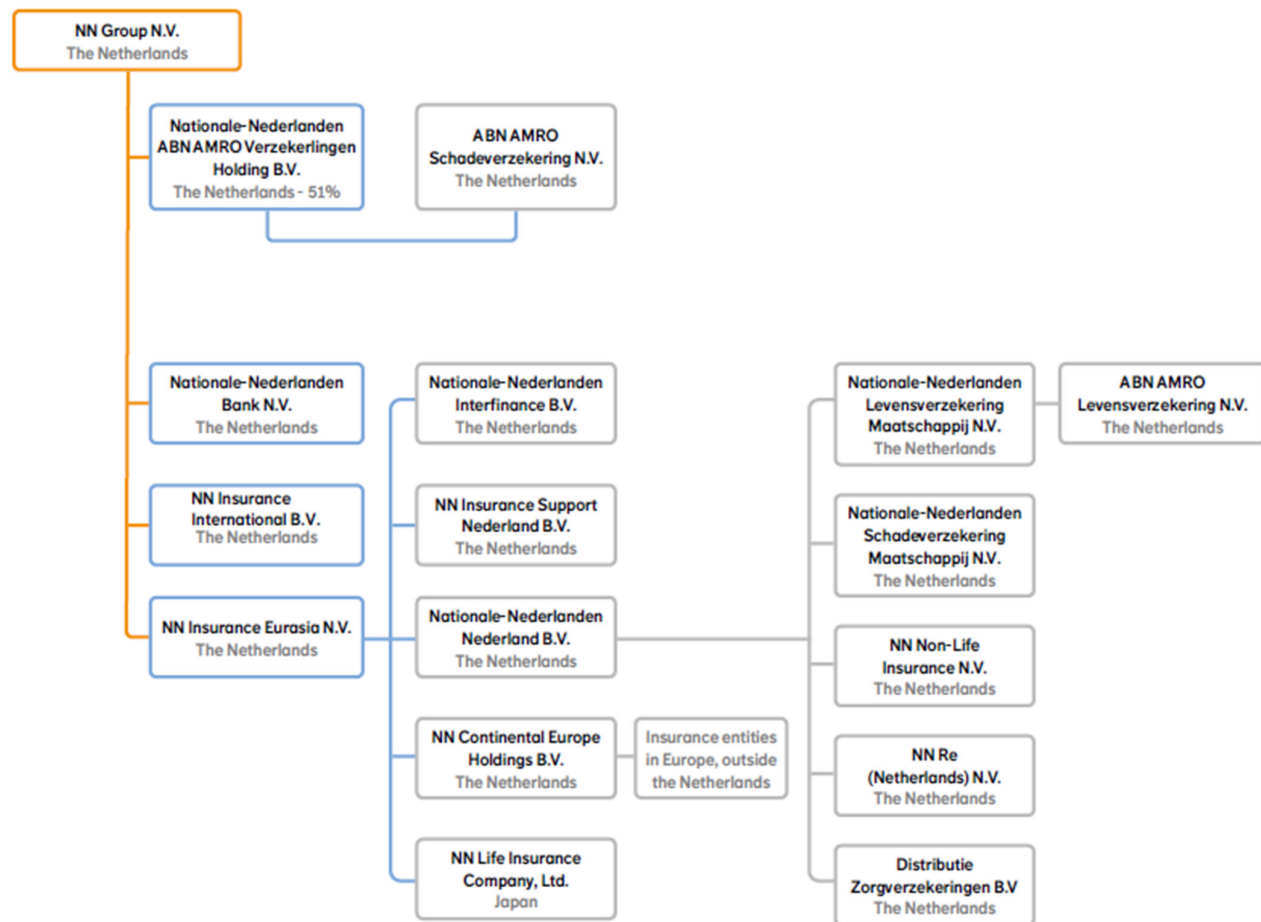 NN Group N.V.
The Netherlands
Nationale-Nederlanden
ABN AMRO Verzekerlingen
Holding B.V.
The Netherlands - 51%
ABN AMRO
Schadeverzekering N.V.
The Netherlands
Nationale-Nederlanden
Bank N.V.
The Netherlands
NN Insurance
International B.V.
The Netherlands
NN Insurance Eurasia N.V.
The Netherlands
Nationale-Nederlanden
Interfinance B.V.
The Netherlands
NN Insurance Support
Nederland B.V.
The Netherlands
Nationale-Nederlanden
Nederland B.V.
The Netherlands
NN Continental Europe
Holdings B.V.
The Netherlands
Insurance entities
in Europe, outside
the Netherlands
NN Life Insurance
Company, Ltd.
Japan
Nationale-Nederlanden
Levensverzekering
Maatschappij N.V.
The Netherlands
ABN AMRO
Levensverzekering N.V.
The Netherlands
Nationale-Nederlanden
Schadeverzekering
Maatschappij N.V.
The Netherlands
NN Non-Life
Insurance N.V.
The Netherlands
NN Re
(Netherlands) N.V.
The Netherlands
Distributie
Zorgverzekeringen B.V
The Netherlands